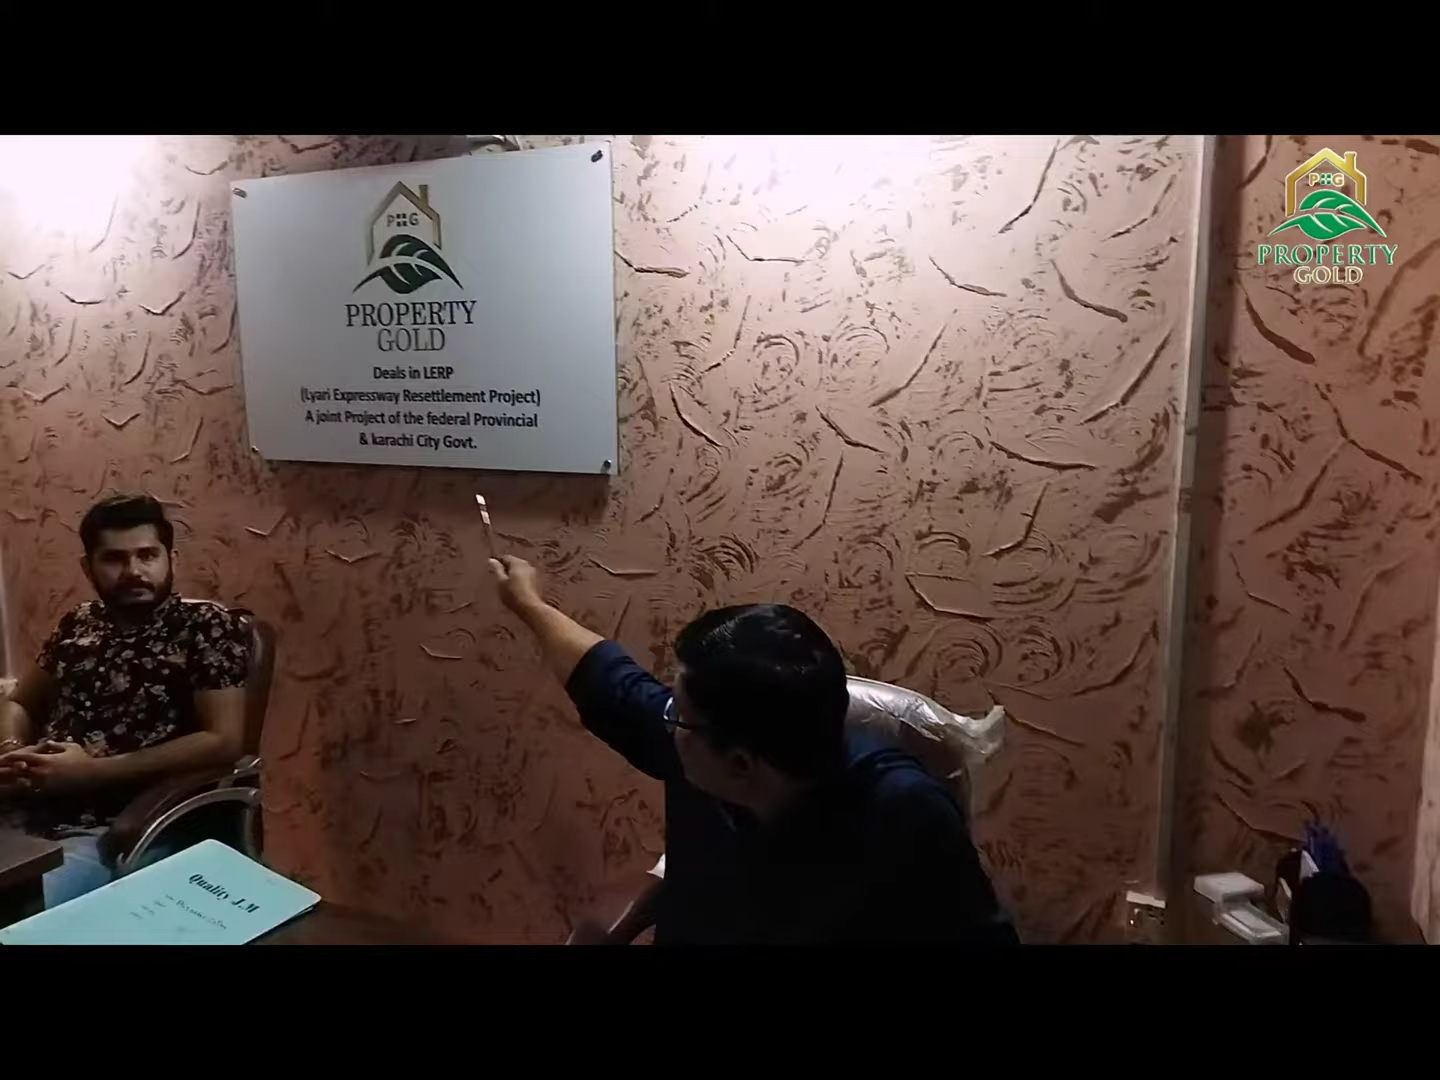 P G
PROPERTY
GOLD
Deals in LERP
(Lyari Expressway Resettlement Project)
A joint Project of the federal Provincial
& karachi City Govt.
P G
PROPERTY
GOLD
Quality J.M